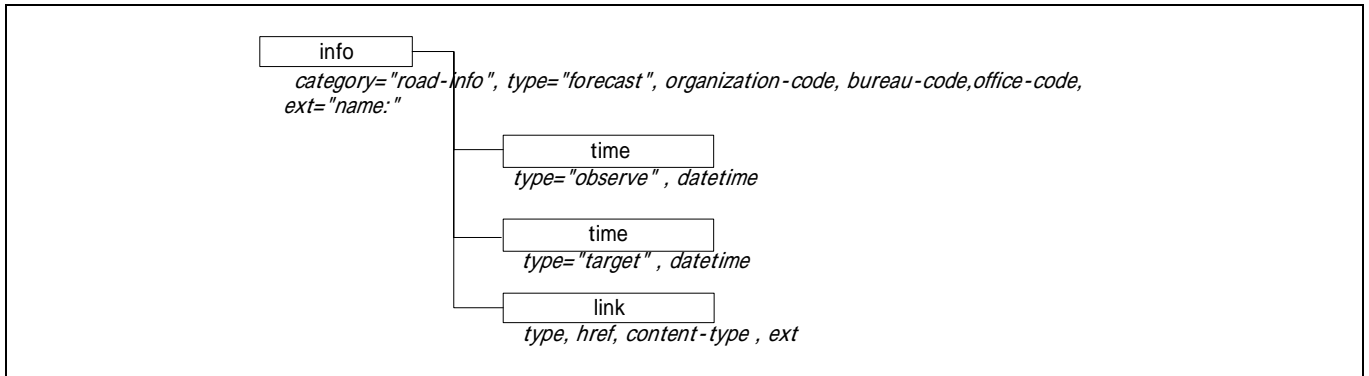 info
category="road-info", type="forecast", organization-code, bureau-code,office-code,
ext="name:"
time
type="observe" , datetime
time
type="target" , datetime
link
type, href, content-type , ext